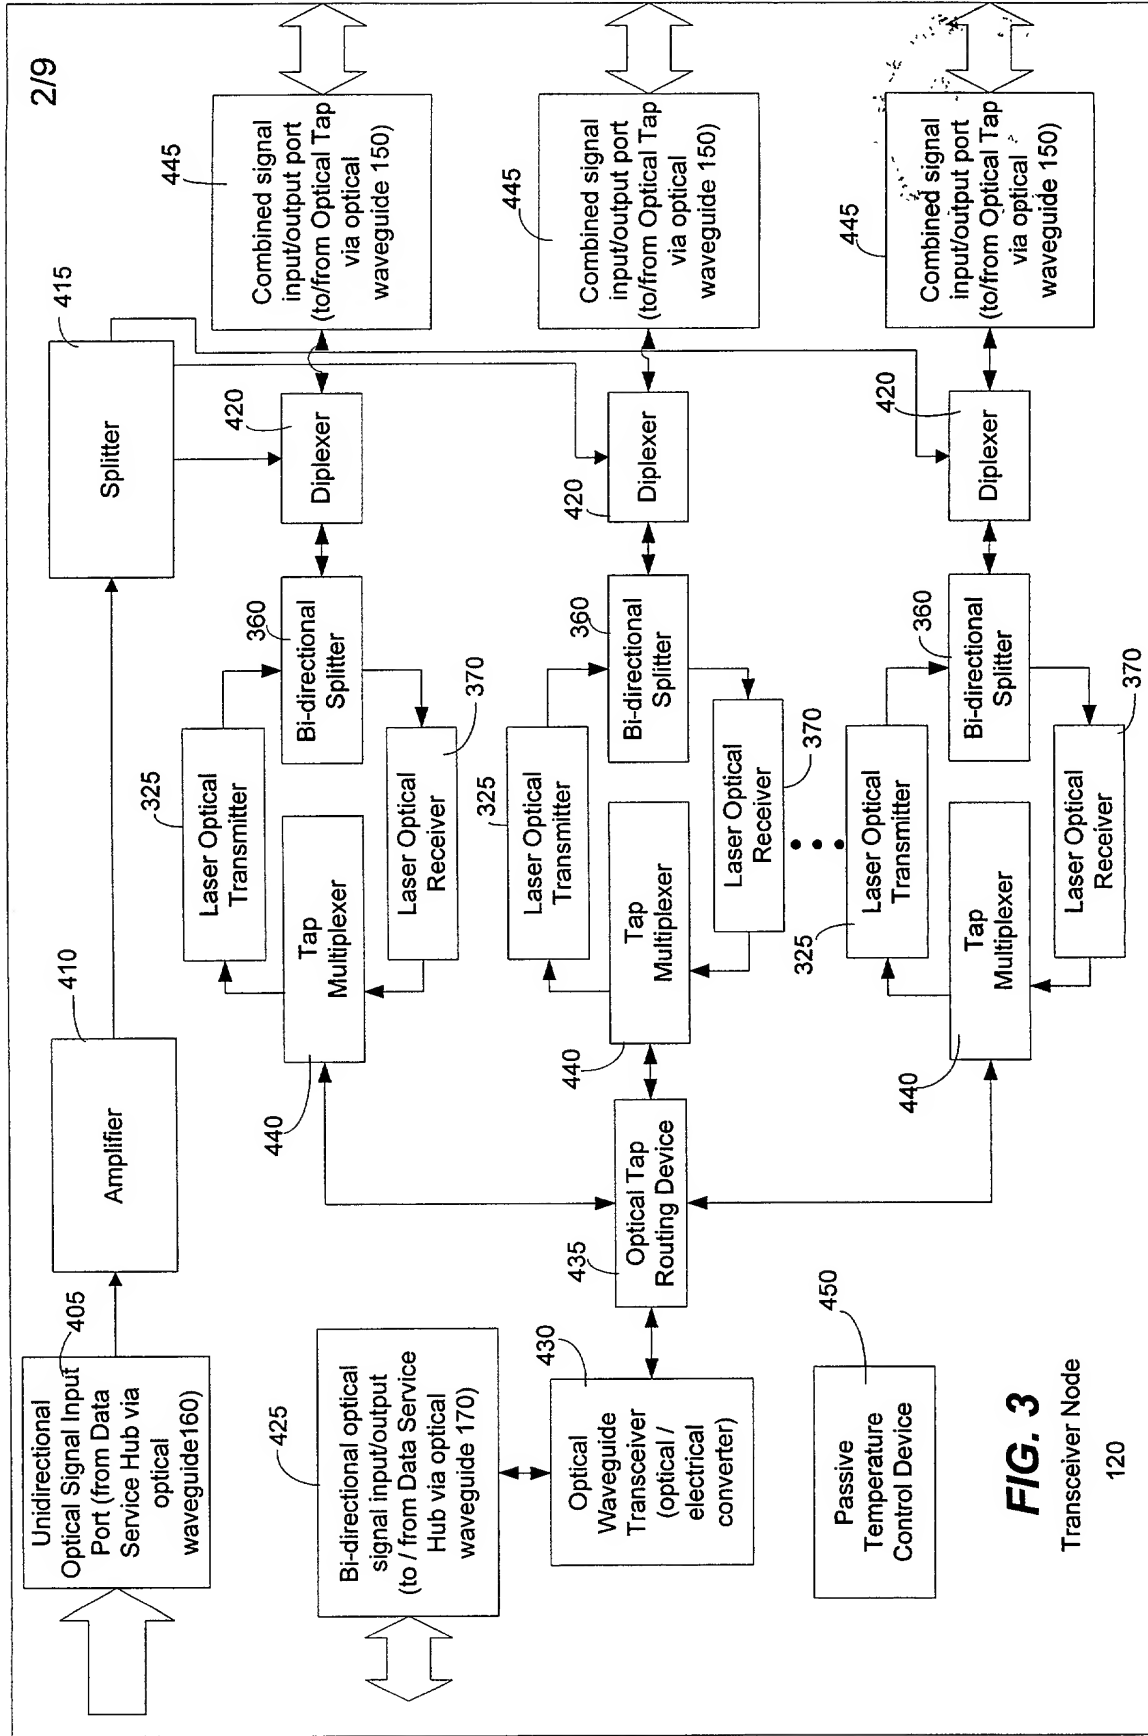 2/9
Unidirectional
Optical Signal Input
Port (from Data
Service Hub via
optical
waveguide160)
405
Amplifier
410
Splitter
415
Bi-directional optical
signal input/output
(to / from Data Service
Hub via optical
waveguide 170)
425
Optical
Waveguide
Transceiver
(optical /
electrical
converter)
430
Optical Tap
Routing Device
435
Passive
Temperature
Control Device
450
Tap
Multiplexer
440
Laser Optical
Transmitter
325
Laser Optical
Receiver
370
Bi-directional
Splitter
360
Diplexer
420
Combined signal
input/output port
(to/from Optical Tap
via optical
waveguide 150)
445
Tap
Multiplexer
440
Laser Optical
Transmitter
325
Laser Optical
Receiver
370
Bi-directional
Splitter
360
Diplexer
420
Combined signal
input/output port
(to/from Optical Tap
via optical
waveguide 150)
445
Tap
Multiplexer
440
Laser Optical
Transmitter
325
Laser Optical
Receiver
370
Bi-directional
Splitter
360
Diplexer
420
Combined signal
input/output port
(to/from Optical Tap
via optical
waveguide 150)
445
FIG. 3
Transceiver Node
120